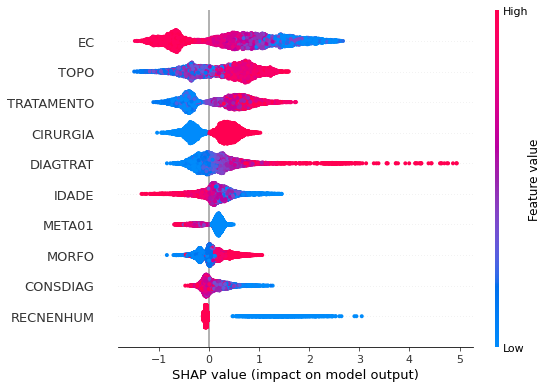 High
EC
TOPO
TRATAMENTO
CIRURGIA
DIAGTRAT
IDADE
META01
MORFO
CONSDIAG
RECNENHUM
Feature value
Low
−1 0 1 2 3 4 5
SHAP value (impact on model output)